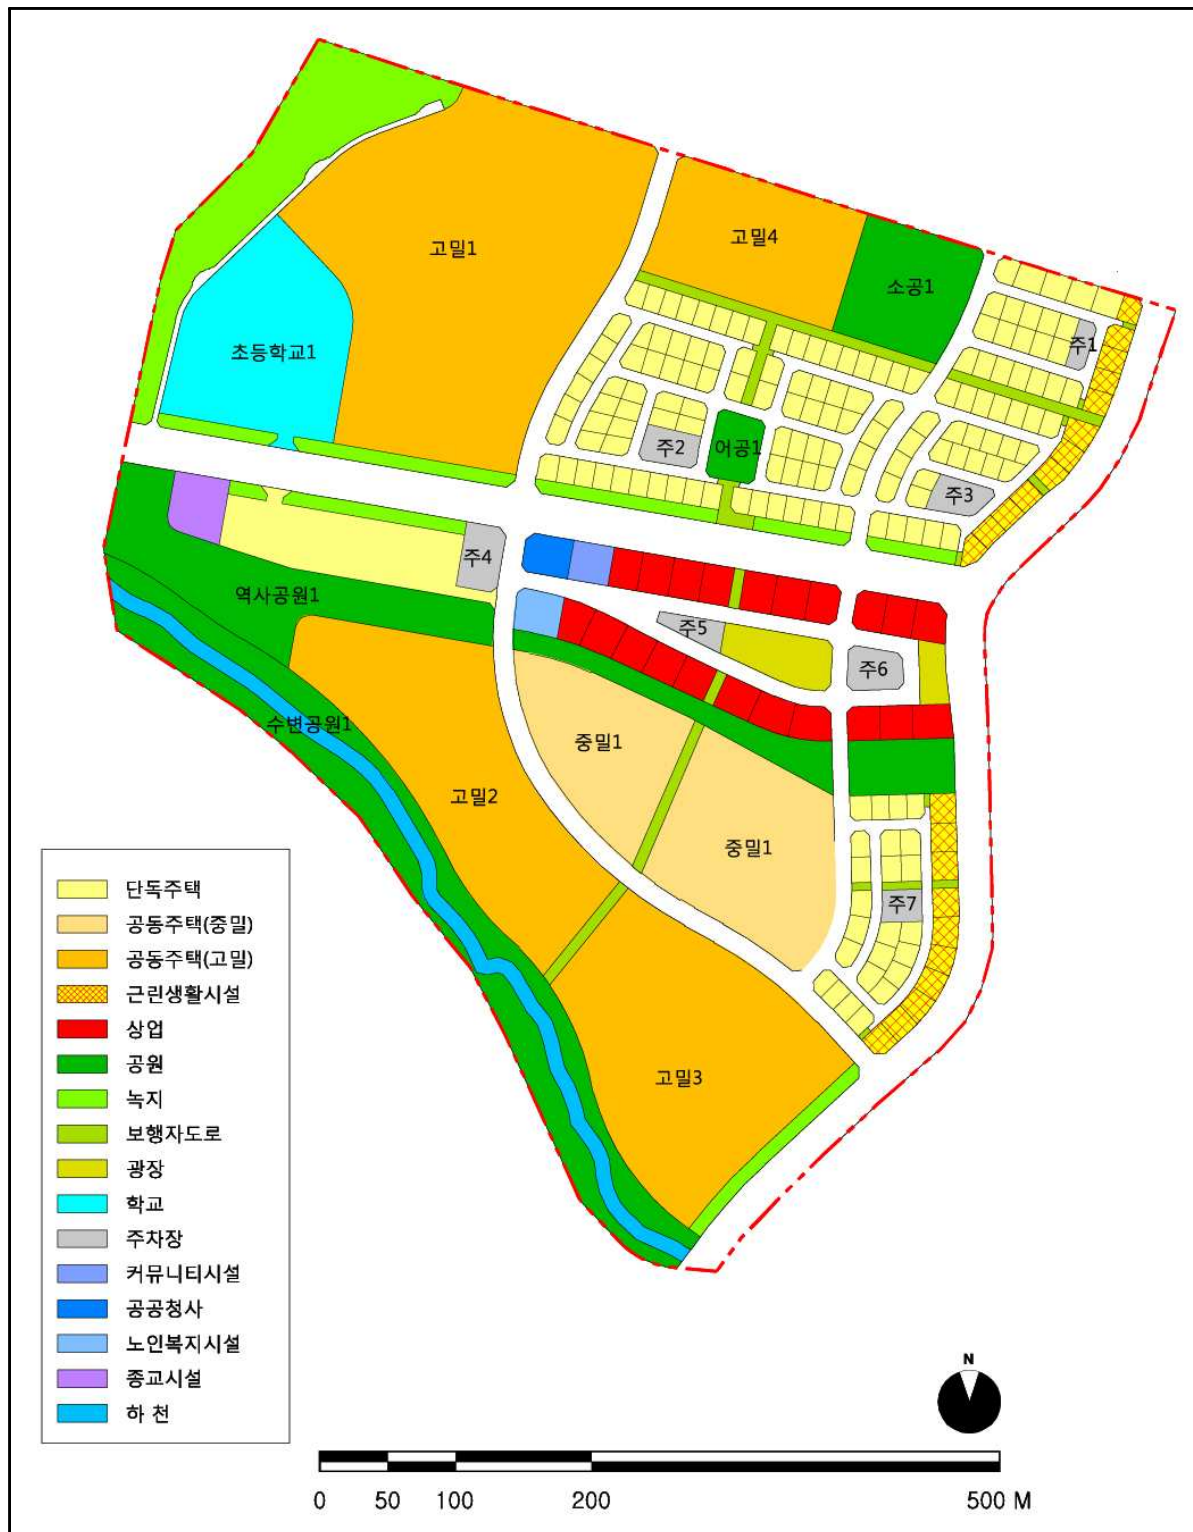 고밀1
고밀4
소공1
주1
초등학교1
주2
어공1
주3
주4
역사공원1
주5
주6
수변공원1
중밀1
고밀2
중밀1
주7
고밀3
단독주택
공동주택(중밀)
공동주택(고밀)
근린생활시설
상업
공원
녹지
보행자도로
광장
학교
주차장
커뮤니티시설
공공청사
노인복지시설
종교시설
하 천
N
0 50 100 200 500 M